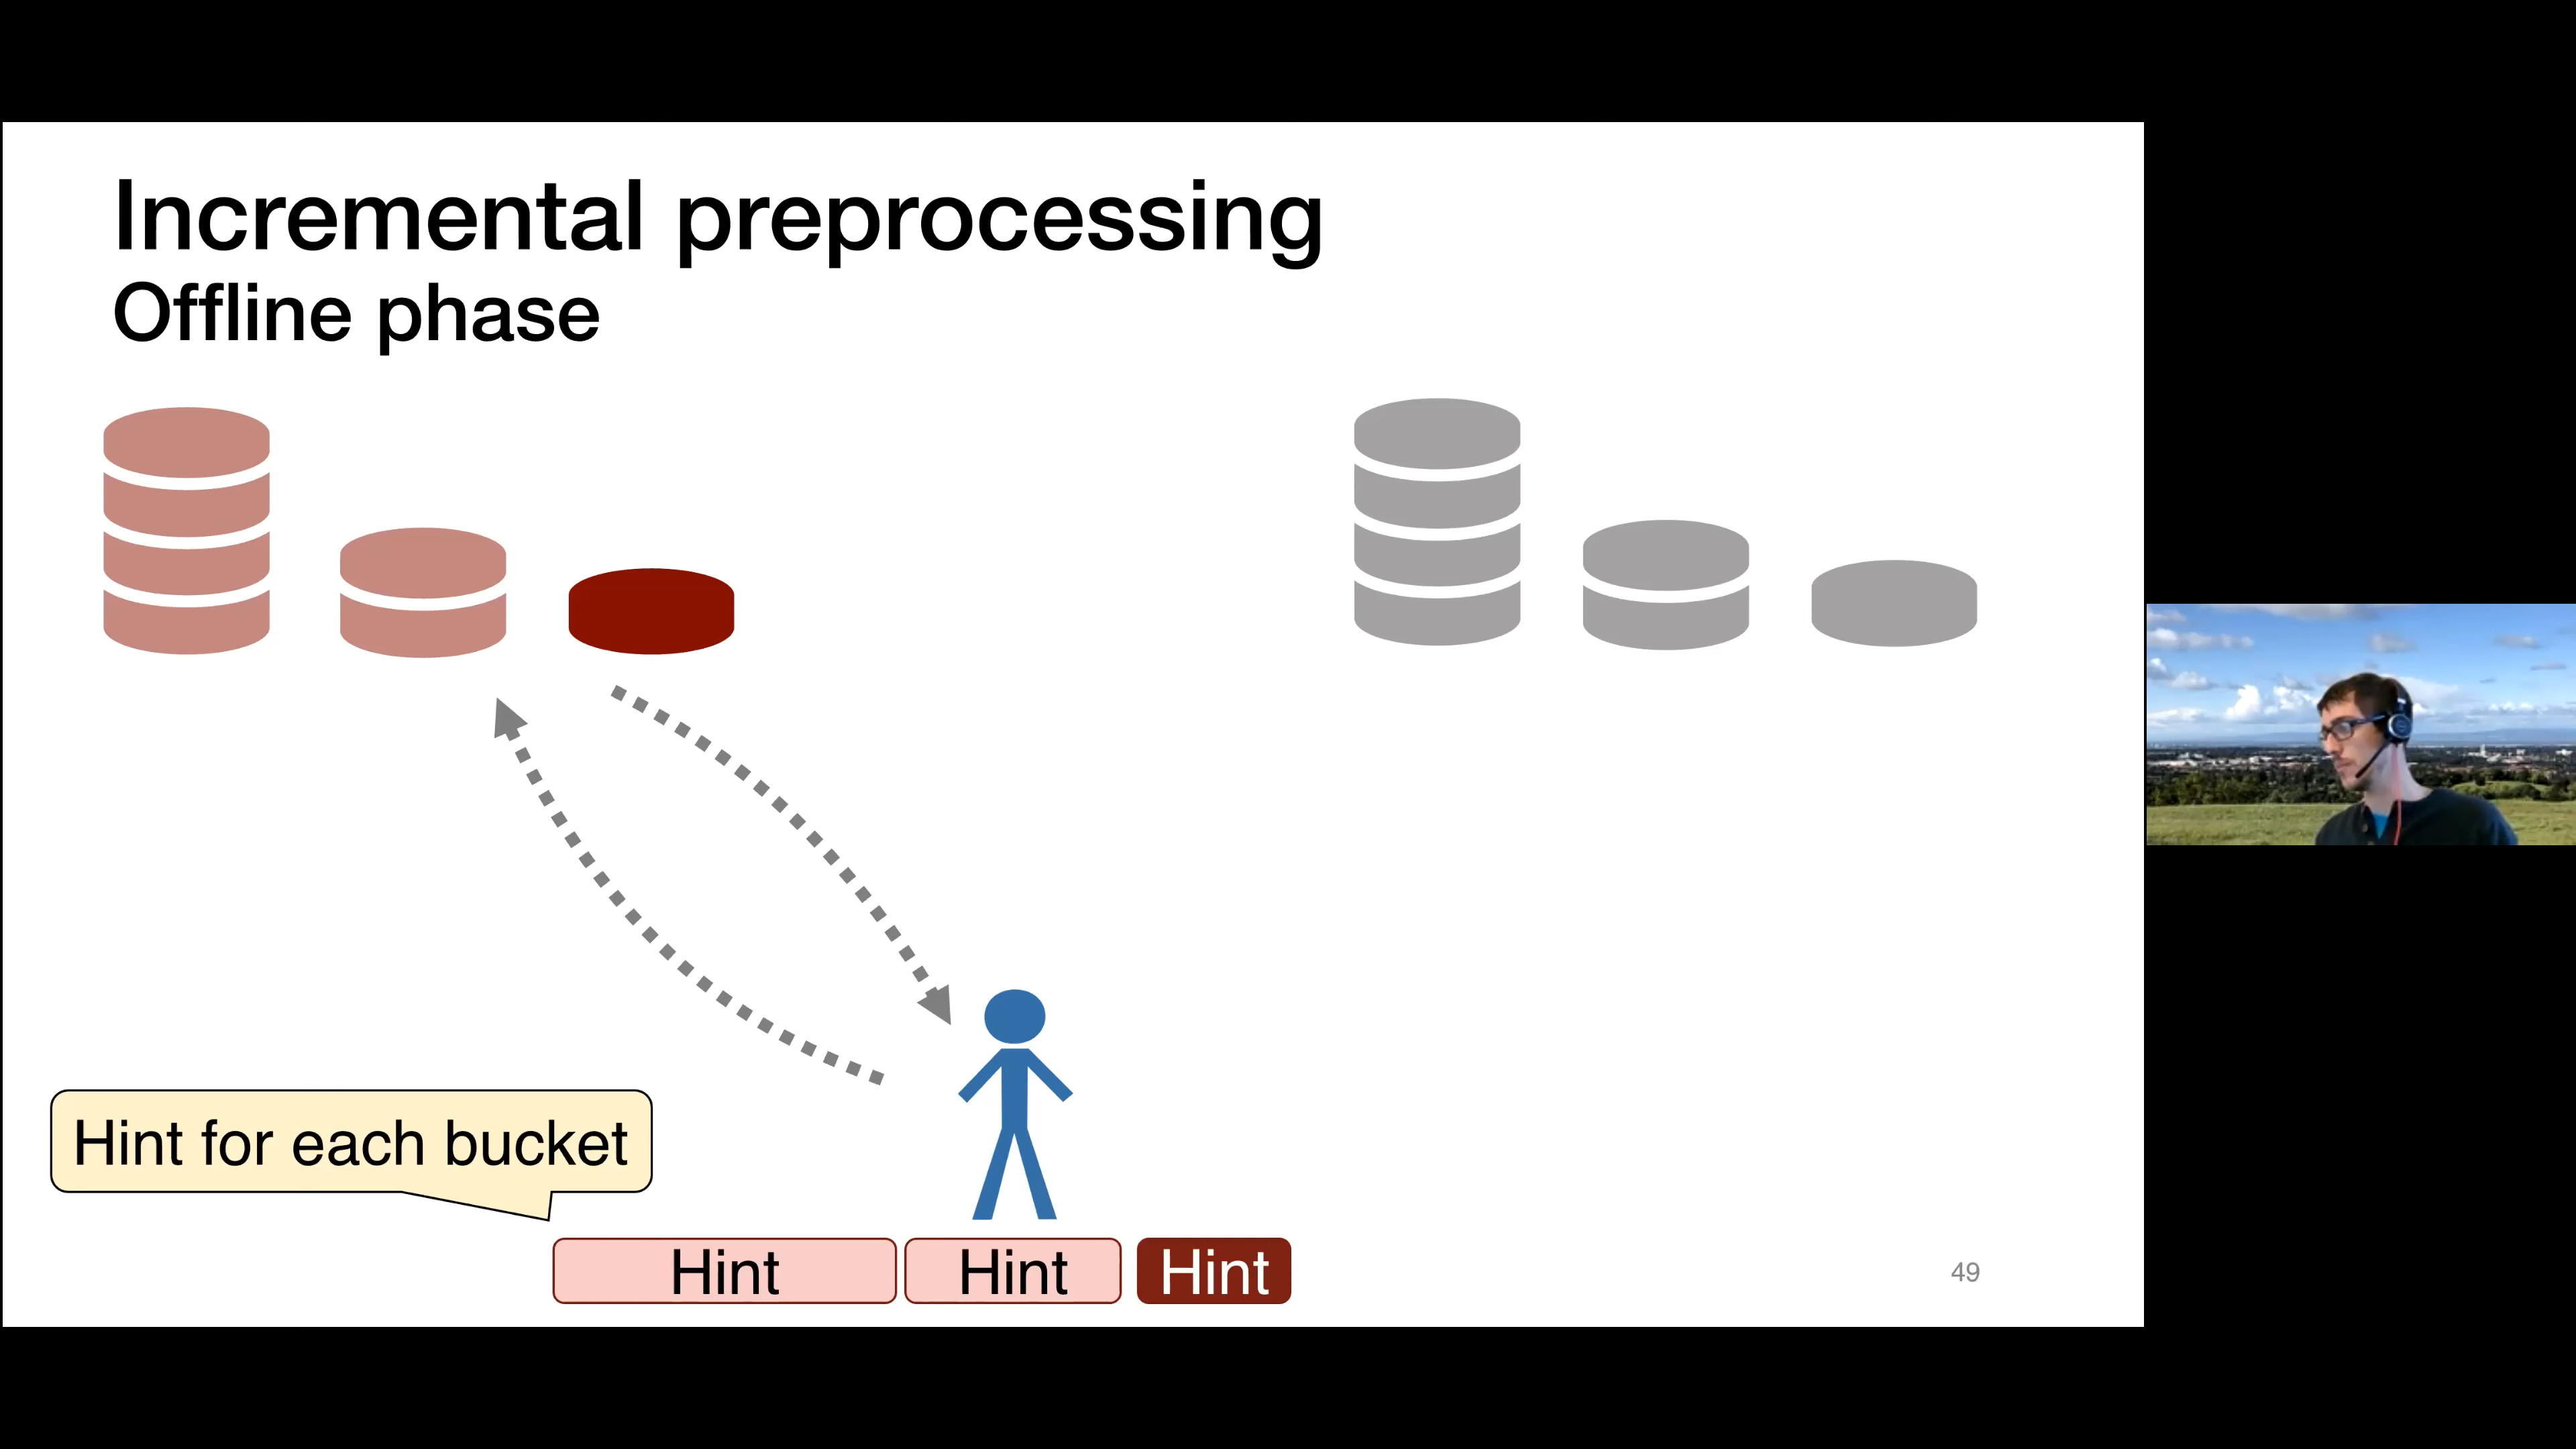 Incremental preprocessing
Offline phase
Hint for each bucket
Hint Hint Hint
49